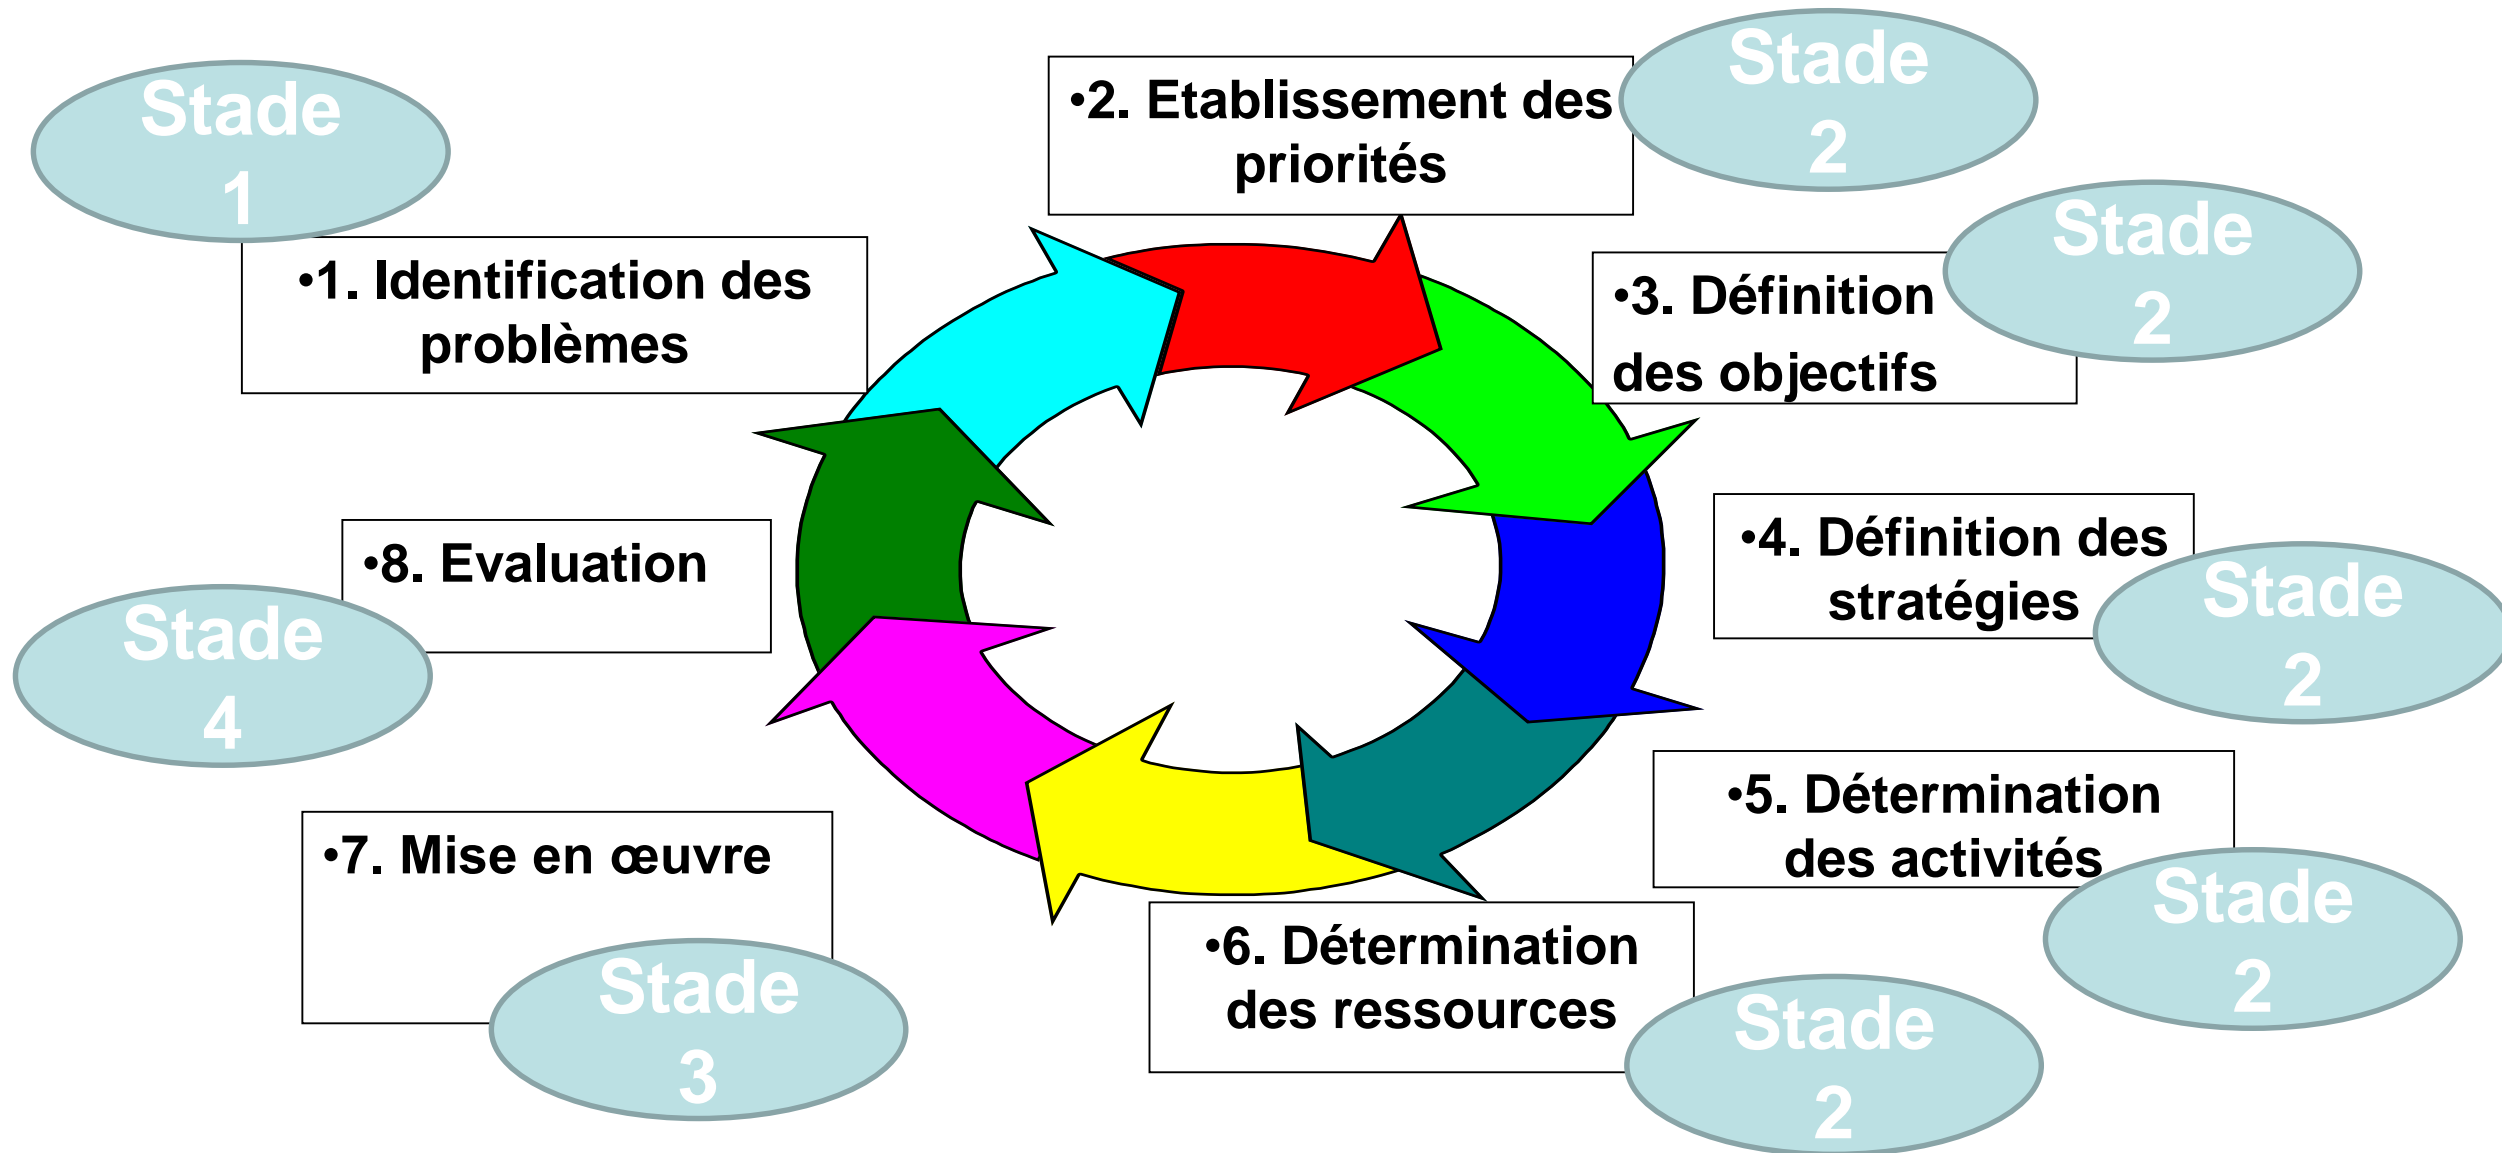 Stade
1
•1. Identification des
problèmes
•2. Etablissement des
priorités
Stade
2
•3. Définition
des objectifs
Stade
2
•4. Définition des
stratégies
Stade
2
•5. Détermination
des activités
Stade
2
•6. Détermination
des ressources
Stade
2
•7. Mise en œuvre
Stade
3
•8. Evaluation
Stade
4